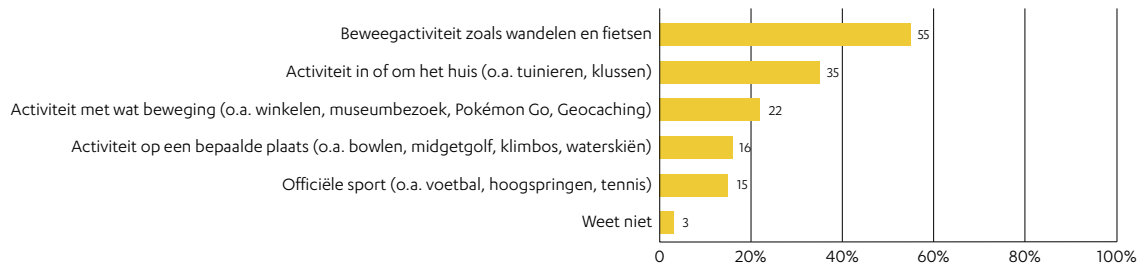 Beweegactiviteit zoals wandelen en fietsen 55
Activiteit in of om het huis (o.a. tuinieren, klussen) 35
Activiteit met wat beweging (o.a. winkelen, museumbezoek, Pokémon Go, Geocaching) 22
Activiteit op een bepaalde plaats (o.a. bowlen, midgetgolf, klimbos, waterskiën) 16
Officiële sport (o.a. voetbal, hoogspringen, tennis) 15
Weet niet 3
0 20% 40% 60% 80% 100%